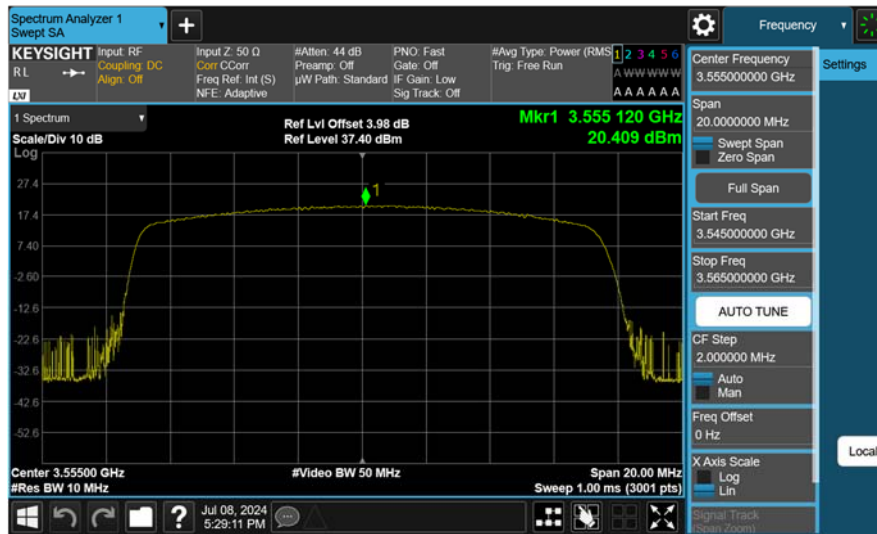 Spectrum Analyzer 1
Swept SA
+
Frequency
KEYSIGHT
RL
LXI
Input: RF
Coupling: DC
Align: Off
Input Z: 50 Ω
Corr CCorr
Freq Ref: Int (S)
NFE: Adaptive
#Atten: 44 dB
Preamp: Off
µW Path: Standard
PNO: Fast
Gate: Off
IF Gain: Low
Sig Track: Off
#Avg Type: Power (RMS
Trig: Free Run
1 2 3 4 5 6
A W W W W W
A A A A A A
1 Spectrum
Scale/Div 10 dB
Log
Ref Lvl Offset 3.98 dB
Ref Level 37.40 dBm
Mkr1 3.555 120 GHz
20.409 dBm
1
27.4
17.4
7.40
-2.60
-12.6
-22.6
-32.6
-42.6
-52.6
Center 3.55500 GHz
#Res BW 10 MHz
#Video BW 50 MHz
Span 20.00 MHz
Sweep 1.00 ms (3001 pts)
Center Frequency
3.555000000 GHz
Span
20.0000000 MHz
Swept Span
Zero Span
Full Span
Start Freq
3.545000000 GHz
Stop Freq
3.565000000 GHz
AUTO TUNE
CF Step
2.000000 MHz
Auto
Man
Freq Offset
0 Hz
X Axis Scale
Log
Lin
Signal Track
(Span Zoom)
Settings
Local
?
Jul 08, 2024
5:29:11 PM